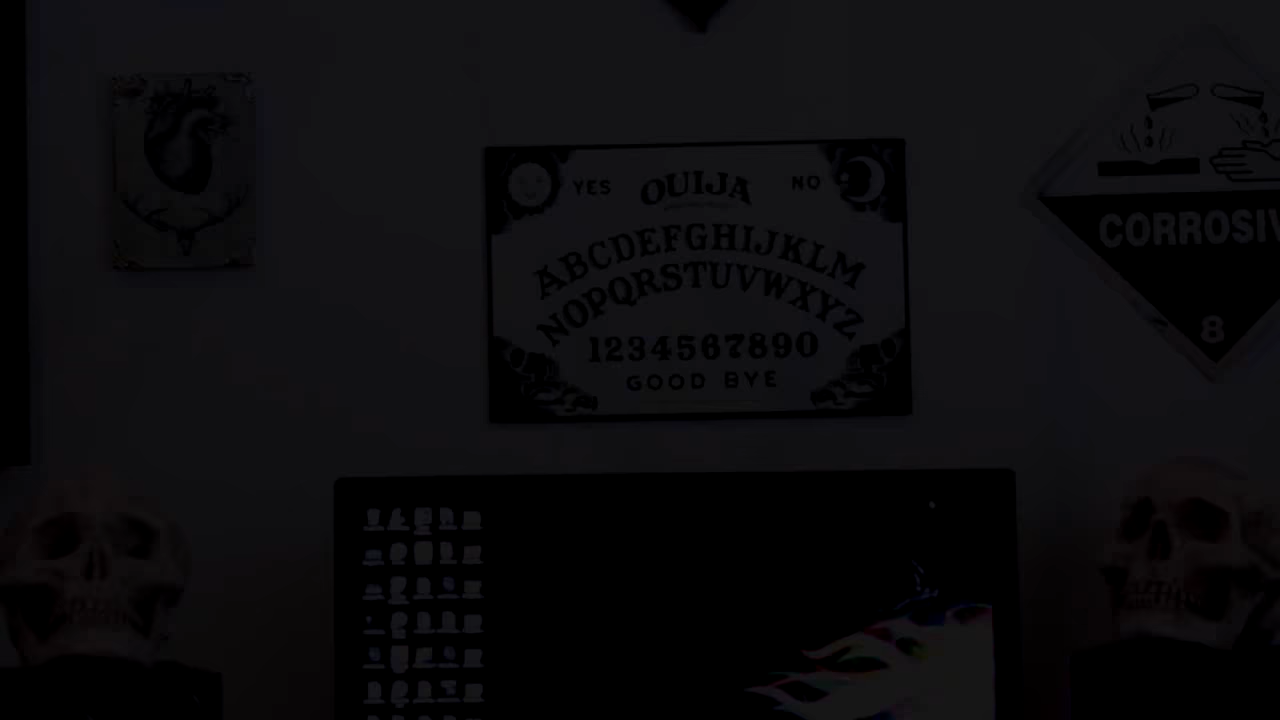 YES OUIJA NO
ABCDEFGHIJKLM
NOPQRSTUVWXYZ
1234567890
GOOD BYE
CORROSIV
8